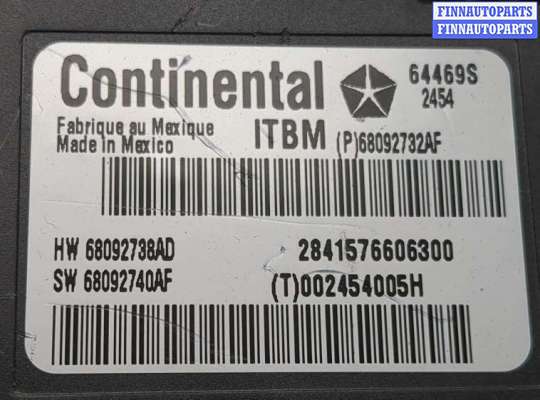 FINNAUTOPARTS
FINNAUTOPARTS
Continental
64469S
2454
Fabrique au Mexique
Made in Mexico
ITBM
(P)68092732AF
HW 68092738AD
2841576606300
SW 68092740AF
(T)002454005H